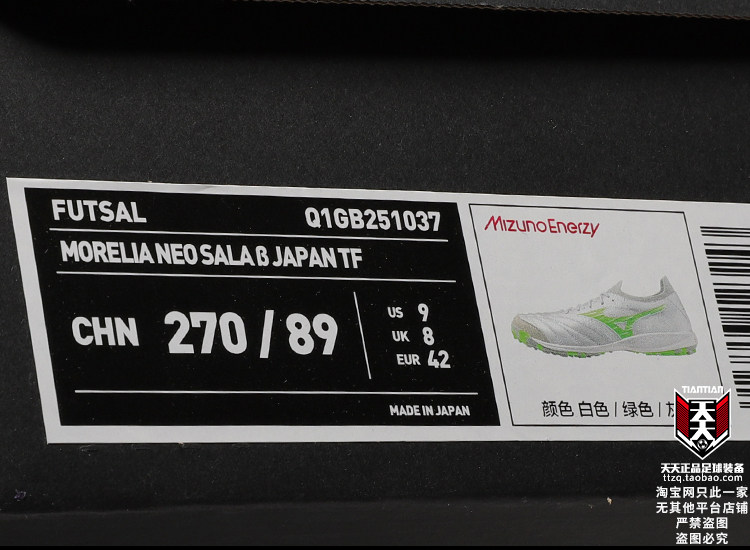 FUTSAL Q1GB251037
MORELIA NEO SALA β JAPAN TF
CHN 270 / 89
US 9
UK 8
EUR 42
MADE IN JAPAN
MizunoEnerzy
颜色 白色 / 绿色 /
TIANTIAN
天天
天天正品足球装备
ttzq.taobao.com
淘宝网只此一家
无其他平台店铺
严禁盗图
盗图必究